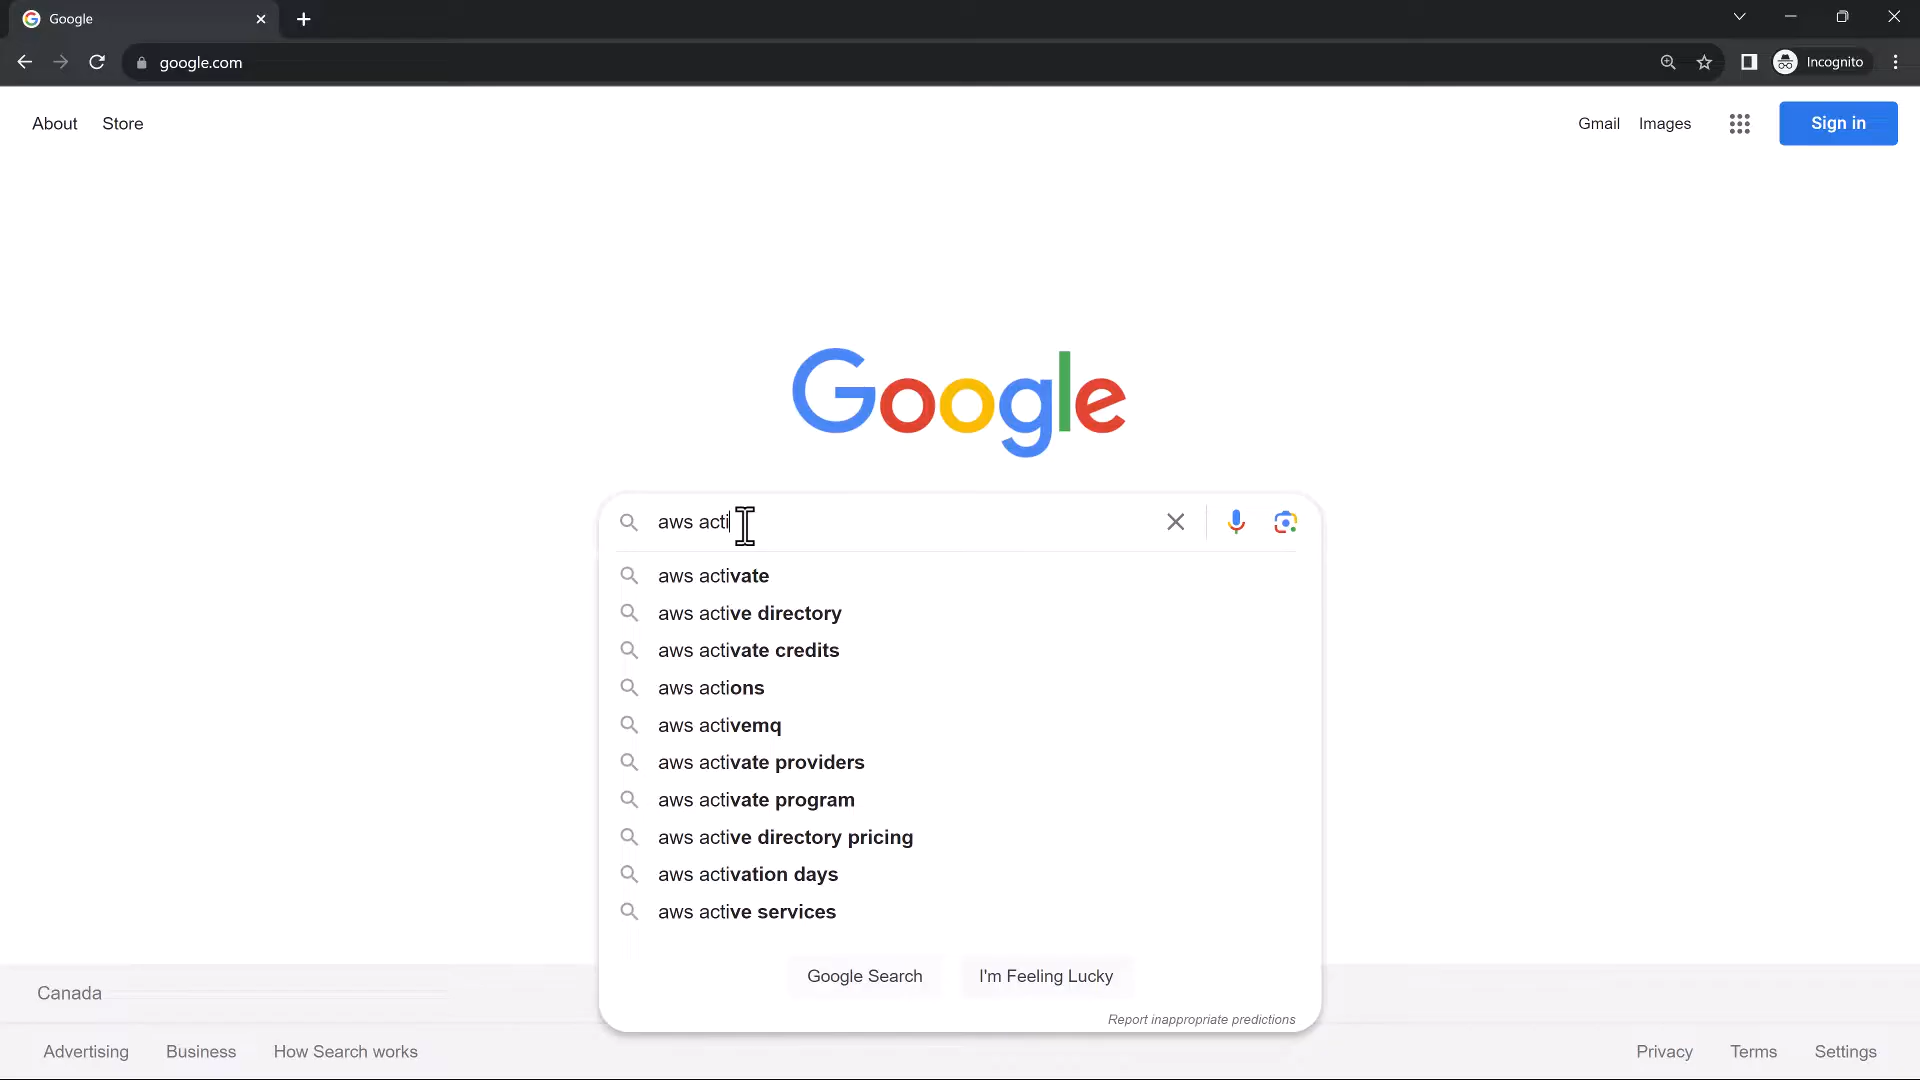 Google
google.com
Incognito
About Store
Gmail Images Sign in
Google
aws acti
aws activate
aws active directory
aws activate credits
aws actions
aws activemq
aws activate providers
aws activate program
aws active directory pricing
aws activation days
aws active services
Google Search I'm Feeling Lucky
Report inappropriate predictions
Canada
Advertising Business How Search works
Privacy Terms Settings